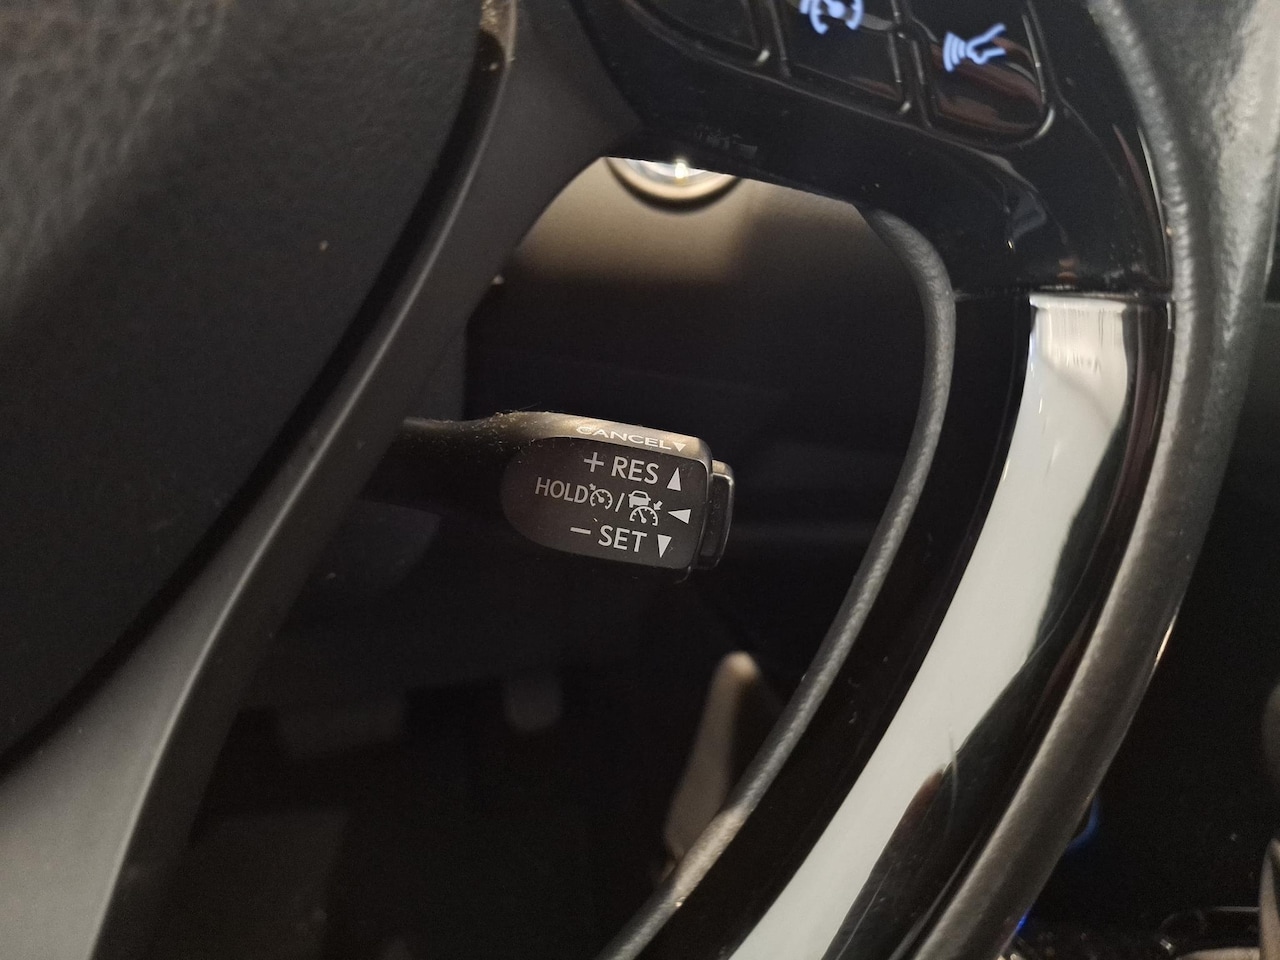 CANCEL▼
+ RES ▲
HOLD / ◀
− SET ▼